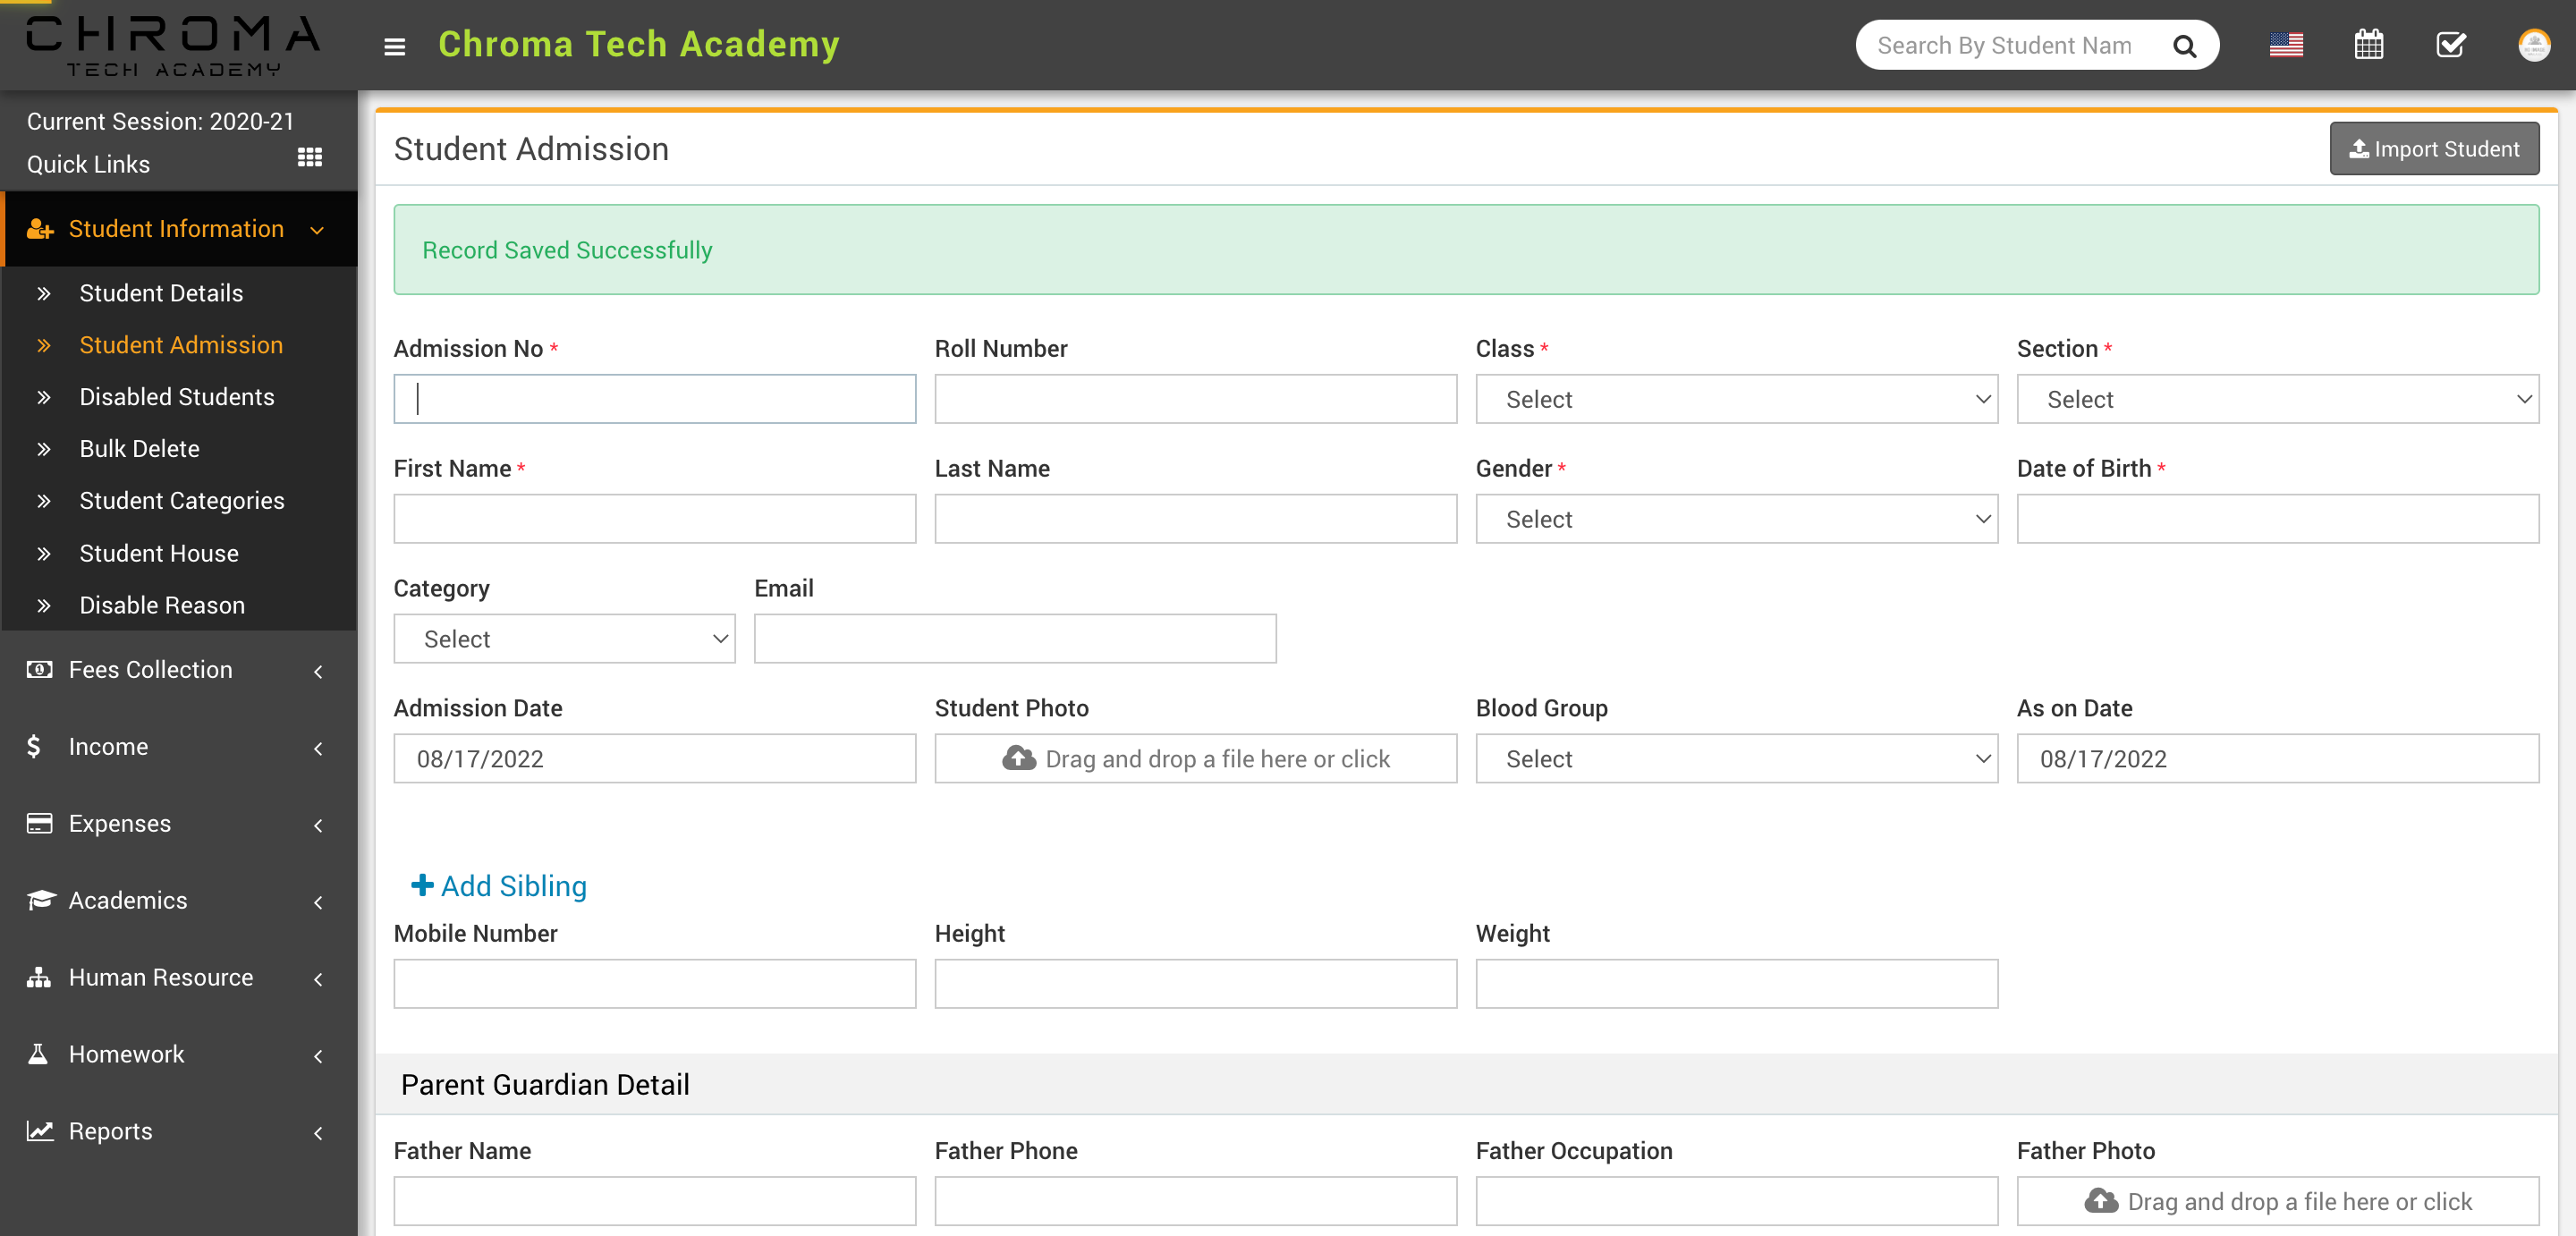 CHROMA
TECH ACADEMY
Chroma Tech Academy
Search By Student Nam
Current Session: 2020-21
Quick Links
Student Information
Student Details
Student Admission
Disabled Students
Bulk Delete
Student Categories
Student House
Disable Reason
Fees Collection
Income
Expenses
Academics
Human Resource
Homework
Reports
Student Admission
Import Student
Record Saved Successfully
Admission No * Roll Number Class * Section *
Select Select
First Name * Last Name Gender * Date of Birth *
Select
Category Email
Select
Admission Date Student Photo Blood Group As on Date
08/17/2022 Drag and drop a file here or click Select 08/17/2022
Add Sibling
Mobile Number Height Weight
Parent Guardian Detail
Father Name Father Phone Father Occupation Father Photo
Drag and drop a file here or click